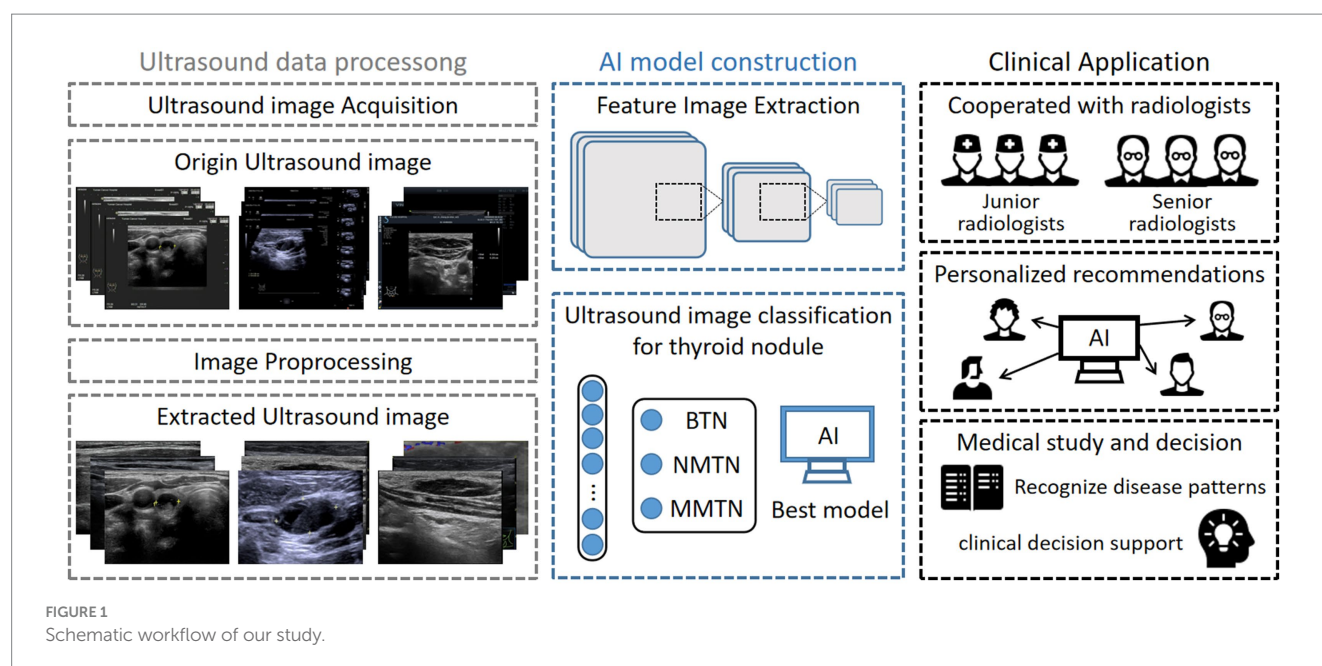 Ultrasound data processong
Ultrasound image Acquisition
Origin Ultrasound image
Image Proprocessing
Extracted Ultrasound image
AI model construction
Feature Image Extraction
Ultrasound image classification
for thyroid nodule
BTN
NMTN
MMTN
AI
Best model
Clinical Application
Cooperated with radiologists
Junior
radiologists
Senior
radiologists
Personalized recommendations
AI
Medical study and decision
Recognize disease patterns
clinical decision support
FIGURE 1
Schematic workflow of our study.